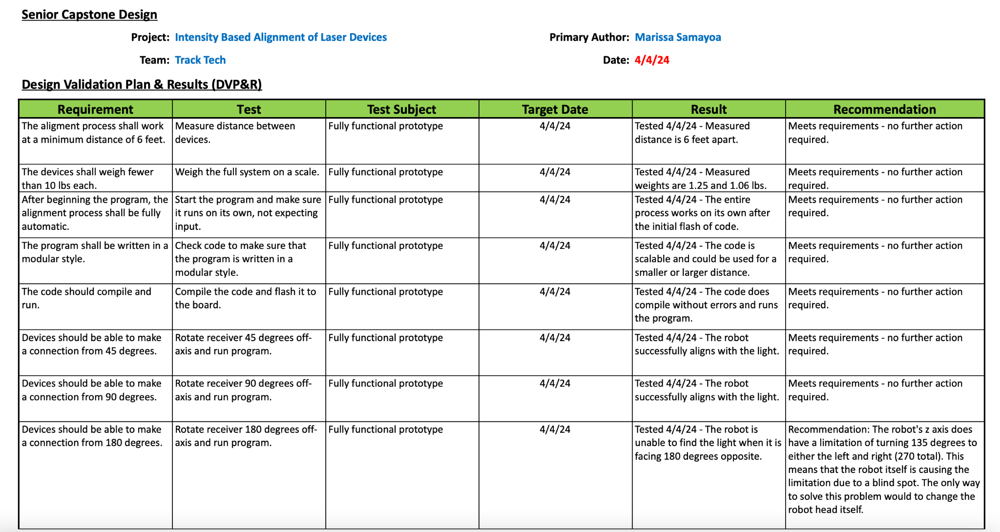 Senior Capstone Design
Project: Intensity Based Alignment of Laser Devices
Primary Author: Marissa Samayoa
Team: Track Tech
Date: 4/4/24
Design Validation Plan & Results (DVP&R)
Requirement Test Test Subject Target Date Result Recommendation
The aligment process shall work
at a minimum distance of 6 feet.
Measure distance between
devices.
Fully functional prototype
4/4/24
Tested 4/4/24 - Measured
distance is 6 feet apart.
Meets requirements - no further action
required.
The devices shall weigh fewer
than 10 lbs each.
Weigh the full system on a scale.
Fully functional prototype
4/4/24
Tested 4/4/24 - Measured
weights are 1.25 and 1.06 lbs.
Meets requirements - no further action
required.
After beginning the program, the
alignment process shall be fully
automatic.
Start the program and make sure
it runs on its own, not expecting
input.
Fully functional prototype
4/4/24
Tested 4/4/24 - The entire
process works on its own after
the initial flash of code.
Meets requirements - no further action
required.
The program shall be written in a
modular style.
Check code to make sure that
the program is written in a
modular style.
Fully functional prototype
4/4/24
Tested 4/4/24 - The code is
scalable and could be used for a
smaller or larger distance.
Meets requirements - no further action
required.
The code should compile and
run.
Compile the code and flash it to
the board.
Fully functional prototype
4/4/24
Tested 4/4/24 - The code does
compile without errors and runs
the program.
Meets requirements - no further action
required.
Devices should be able to make
a connection from 45 degrees.
Rotate receiver 45 degrees off-
axis and run program.
Fully functional prototype
4/4/24
Tested 4/4/24 - The robot
successfully aligns with the light.
Meets requirements - no further action
required.
Devices should be able to make
a connection from 90 degrees.
Rotate receiver 90 degrees off-
axis and run program.
Fully functional prototype
4/4/24
Tested 4/4/24 - The robot
successfully aligns with the light.
Meets requirements - no further action
required.
Devices should be able to make
a connection from 180 degrees.
Rotate receiver 180 degrees off-
axis and run program.
Fully functional prototype
4/4/24
Tested 4/4/24 - The robot is
unable to find the light when it is
facing 180 degrees opposite.
Recommendation: The robot's z axis does
have a limitation of turning 135 degrees to
either the left and right (270 total). This
means that the robot itself is causing the
limitation due to a blind spot. The only way
to solve this problem would to change the
robot head itself.